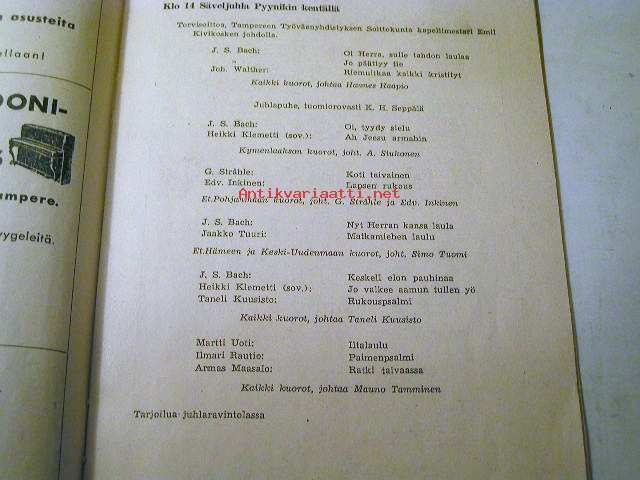 n asusteita
ellaan!
OONI-
ampere.
ygeleitä.
Klo 14 Säveljuhla Pyynikin kentällä
Torvisoittoa, Tampereen Työväenyhdistyksen Soittokunta kapellimestari Emil
Kivikosken johdolla.
J. S. Bach: Oi Herra, sulle tahdon laulaa
Jo päättyy tie
Joh. Walther: Riemuitkaa kaikki kristityt
Kaikki kuorot, johtaa Hannes Raapio
Juhlapuhe, tuomiorovasti K. H. Seppälä
J. S. Bach: Oi, tyydy sielu
Heikki Klemetti (sov.): Ah Jeesu armahin
Kymenlaakson kuorot, joht. A. Siukonen
G. Stråhle: Koti taivainen
Edv. Inkinen: Lapsen rukous
Antikvariaatti.net
Et.Pohjanmaan kuorot, joht. G. Stråhle ja Edv. Inkinen
J. S. Bach: Nyt Herran kansa laula
Jaakko Tuuri: Matkamiehen laulu
Et.Hämeen ja Keski-Uudenmaan kuorot, joht. Simo Tuomi
J. S. Bach: Keskell elon pauhinaa
Heikki Klemetti (sov.): Jo valkee aamun tullen yö
Taneli Kuusisto: Rukouspsalmi
Kaikki kuorot, johtaa Taneli Kuusisto
Martti Uoti: Iltalaulu
Ilmari Rautio: Paimenpsalmi
Armas Maasalo: Ratki taivaassa
Kaikki kuorot, johtaa Mauno Tamminen
Tarjoilua juhlaravintolassa